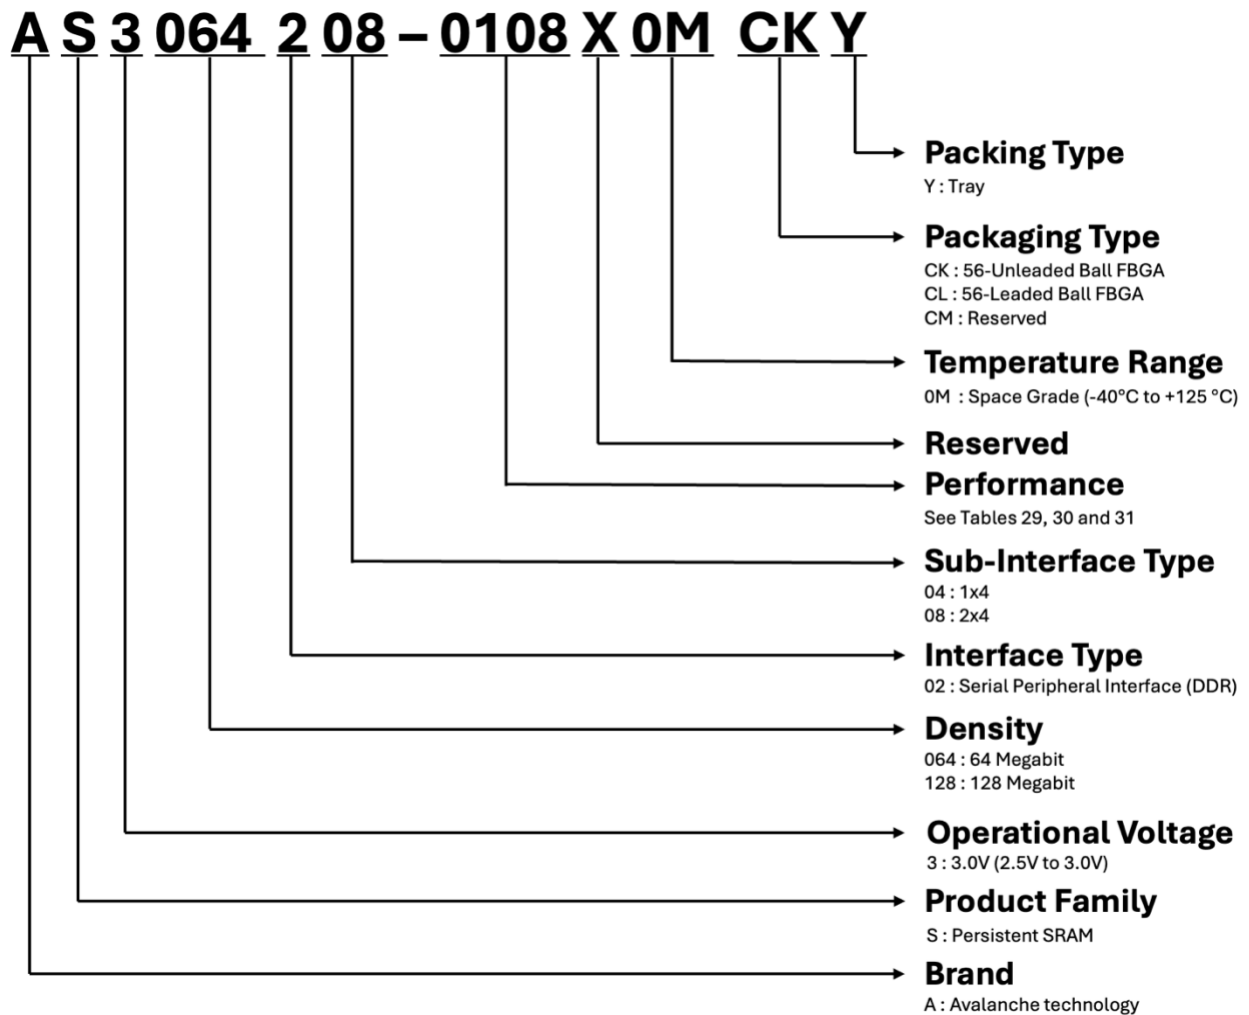 A S 3 064 2 08 – 0108 X 0M CK Y
Packing Type
Y : Tray
Packaging Type
CK : 56-Unleaded Ball FBGA
CL : 56-Leaded Ball FBGA
CM : Reserved
Temperature Range
0M : Space Grade (-40°C to +125 °C)
Reserved
Performance
See Tables 29, 30 and 31
Sub-Interface Type
04 : 1x4
08 : 2x4
Interface Type
02 : Serial Peripheral Interface (DDR)
Density
064 : 64 Megabit
128 : 128 Megabit
Operational Voltage
3 : 3.0V (2.5V to 3.0V)
Product Family
S : Persistent SRAM
Brand
A : Avalanche technology